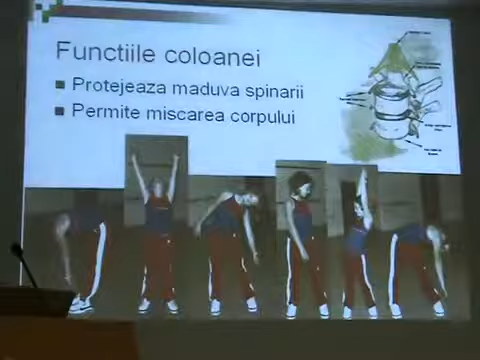 Functiile coloanei
Protejeaza maduva spinarii
Permite miscarea corpului